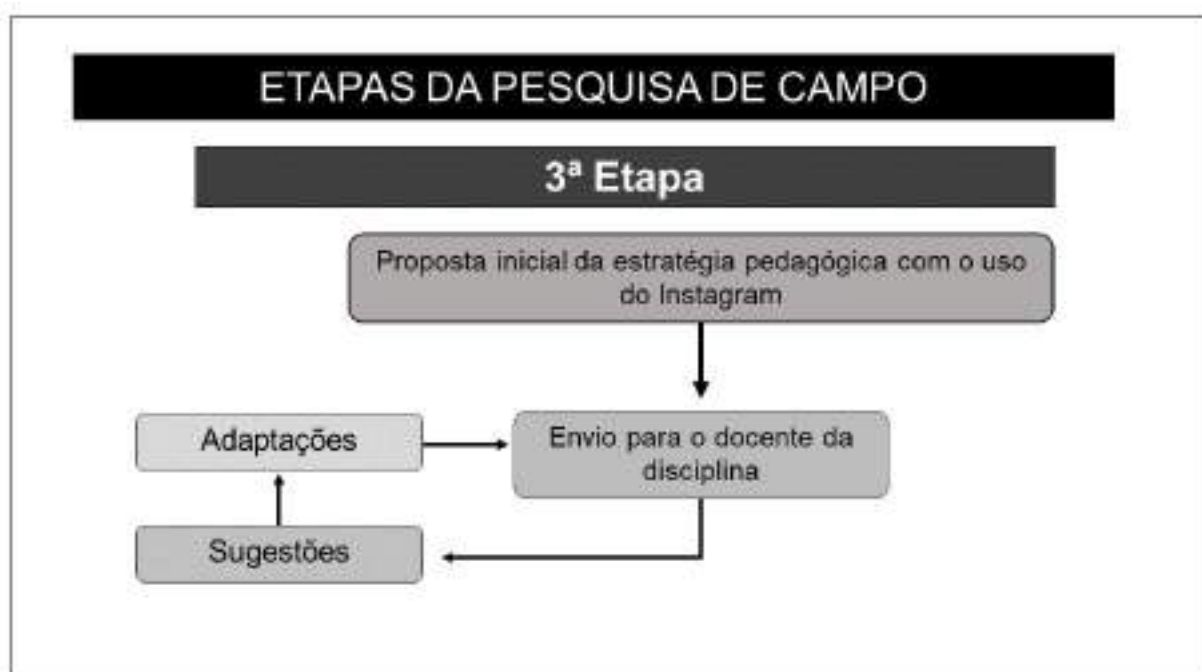 ETAPAS DA PESQUISA DE CAMPO
3ª Etapa
Proposta inicial da estratégia pedagógica com o uso
do Instagram
Adaptações
Envio para o docente da
disciplina
Sugestões